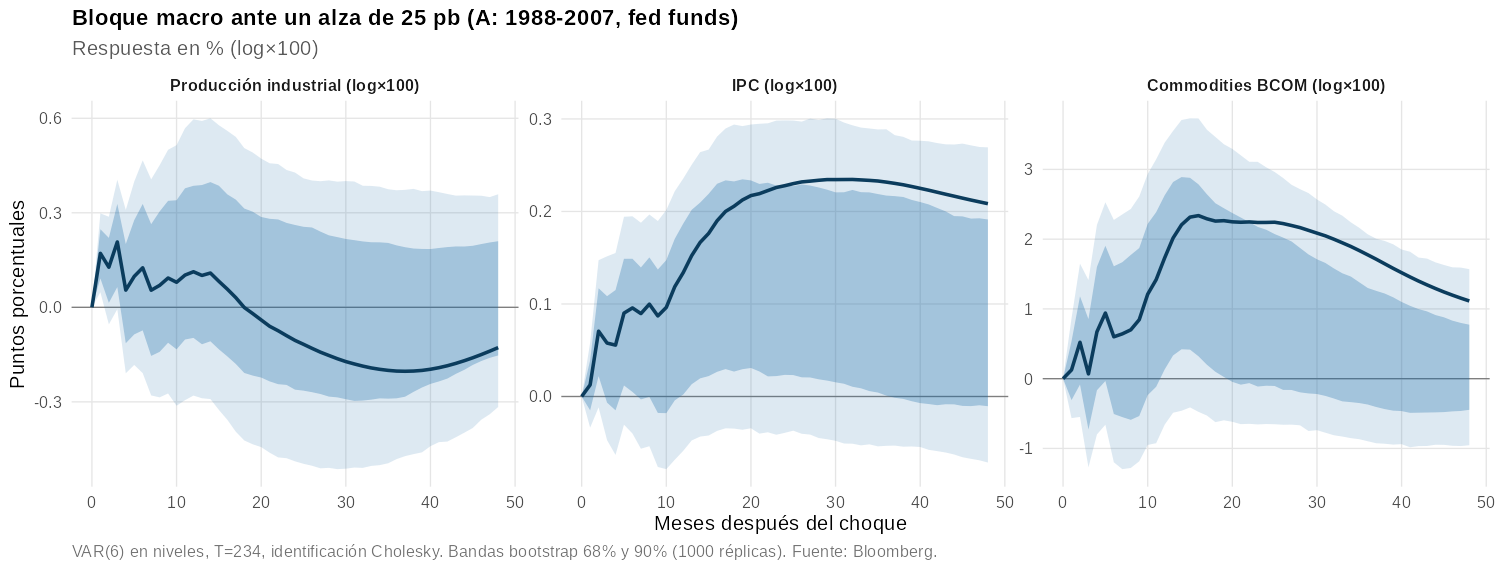 Bloque macro ante un alza de 25 pb (A: 1988-2007, fed funds)
Respuesta en % (log×100)
Producción industrial (log×100)
IPC (log×100)
Commodities BCOM (log×100)
Puntos porcentuales
0.6
0.3
0.0
-0.3
0.3
0.2
0.1
0.0
3
2
1
0
-1
0 10 20 30 40 50
0 10 20 30 40 50
0 10 20 30 40 50
Meses después del choque
VAR(6) en niveles, T=234, identificación Cholesky. Bandas bootstrap 68% y 90% (1000 réplicas). Fuente: Bloomberg.